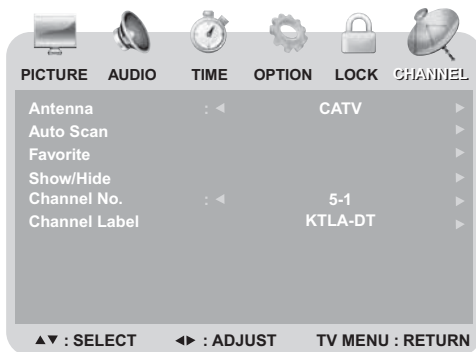 PICTURE AUDIO TIME OPTION LOCK CHANNEL
Antenna : ◀ CATV ▶
Auto Scan ▶
Favorite ▶
Show/Hide ▶
Channel No. : ◀ 5-1 ▶
Channel Label KTLA-DT ▶
▲▼ : SELECT ◀▶ : ADJUST TV MENU : RETURN